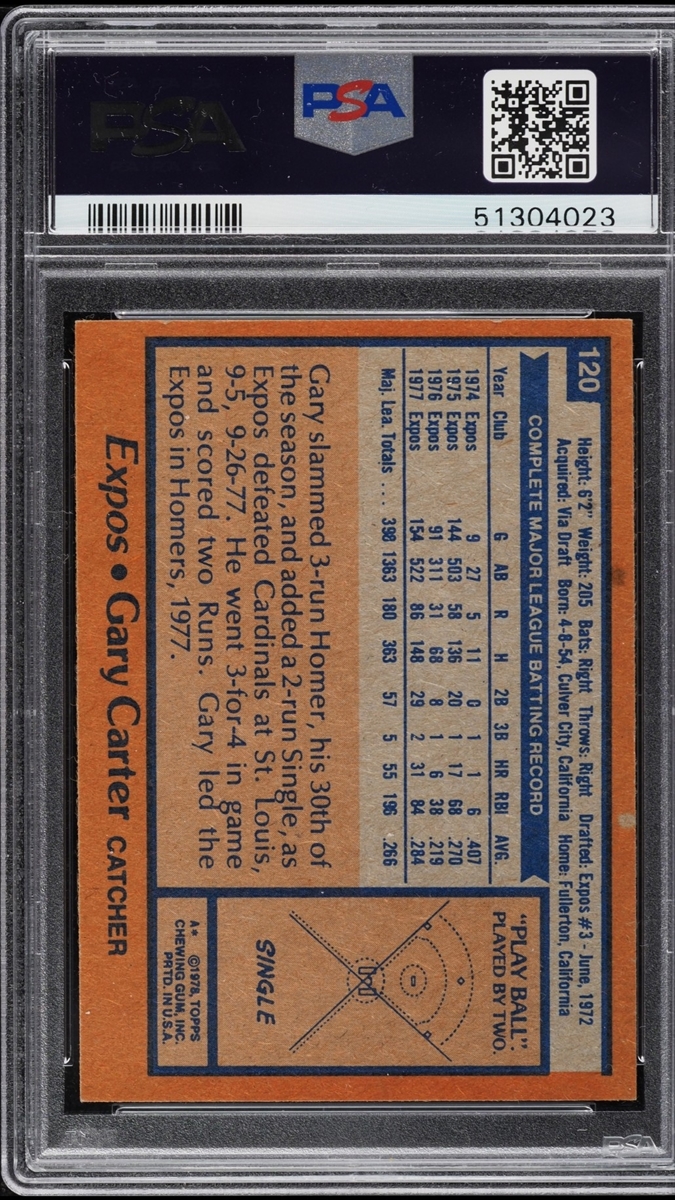 PSA
PSA
51304023
120
Height: 6'2" Weight: 205 Bats: Right Throws: Right Drafted: Expos #3 - June, 1972
Acquired: Via Draft Born: 4-8-54, Culver City, California Home: Fullerton, California
COMPLETE MAJOR LEAGUE BATTING RECORD
Year Club G AB R H 2B 3B HR RBI AVG.
1974 Expos 9 27 5 11 0 1 1 6 .407
1975 Expos 144 503 58 136 20 1 17 68 .270
1976 Expos 91 311 31 68 8 1 6 38 .219
1977 Expos 154 522 86 148 29 2 31 84 .284
Maj. Lea. Totals . . . 398 1363 180 363 57 5 55 196 .266
Gary slammed 3-run Homer, his 30th of
the season, and added a 2-run Single, as
Expos defeated Cardinals at St. Louis,
9-5, 9-26-77. He went 3-for-4 in game
and scored two Runs. Gary led the
Expos in Homers, 1977.
"PLAY BALL".
PLAYED BY TWO.
SINGLE
A* ©1978, TOPPS
CHEWING GUM, INC.
PRTD. IN U.S.A.
Expos • Gary Carter CATCHER
PSA